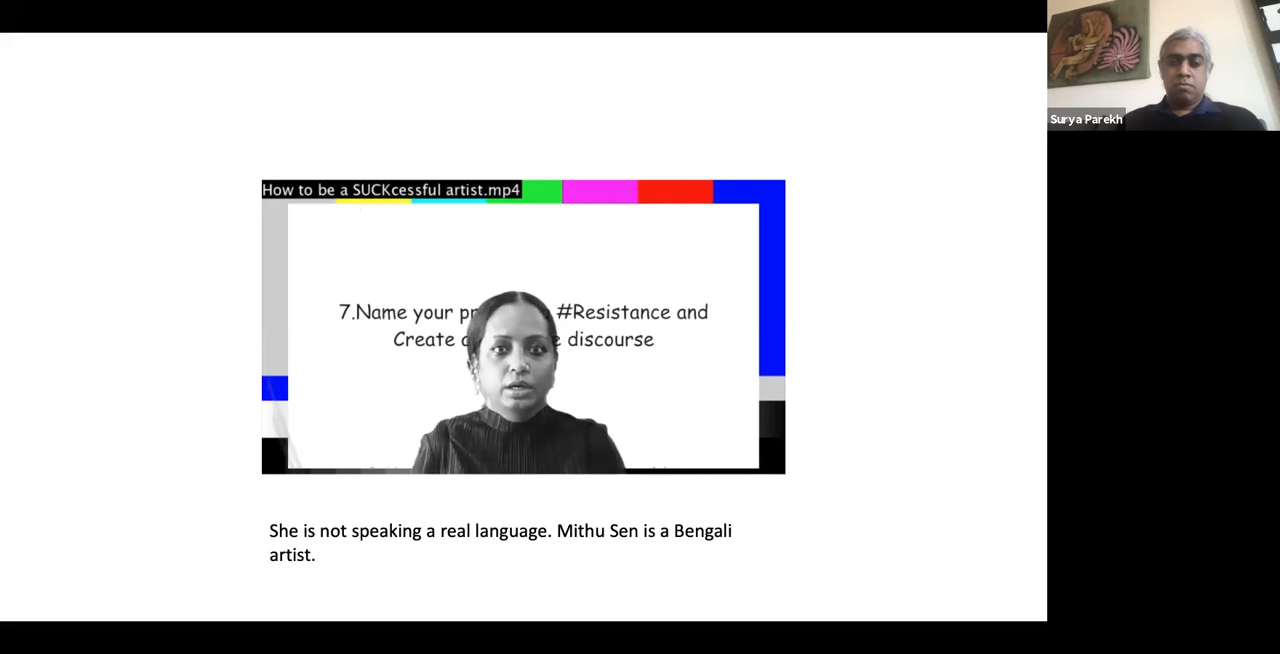 How to be a SUCKcessful artist.mp4
7.Name your #Resistance and
Create discourse
She is not speaking a real language. Mithu Sen is a Bengali
artist.
Surya Parekh